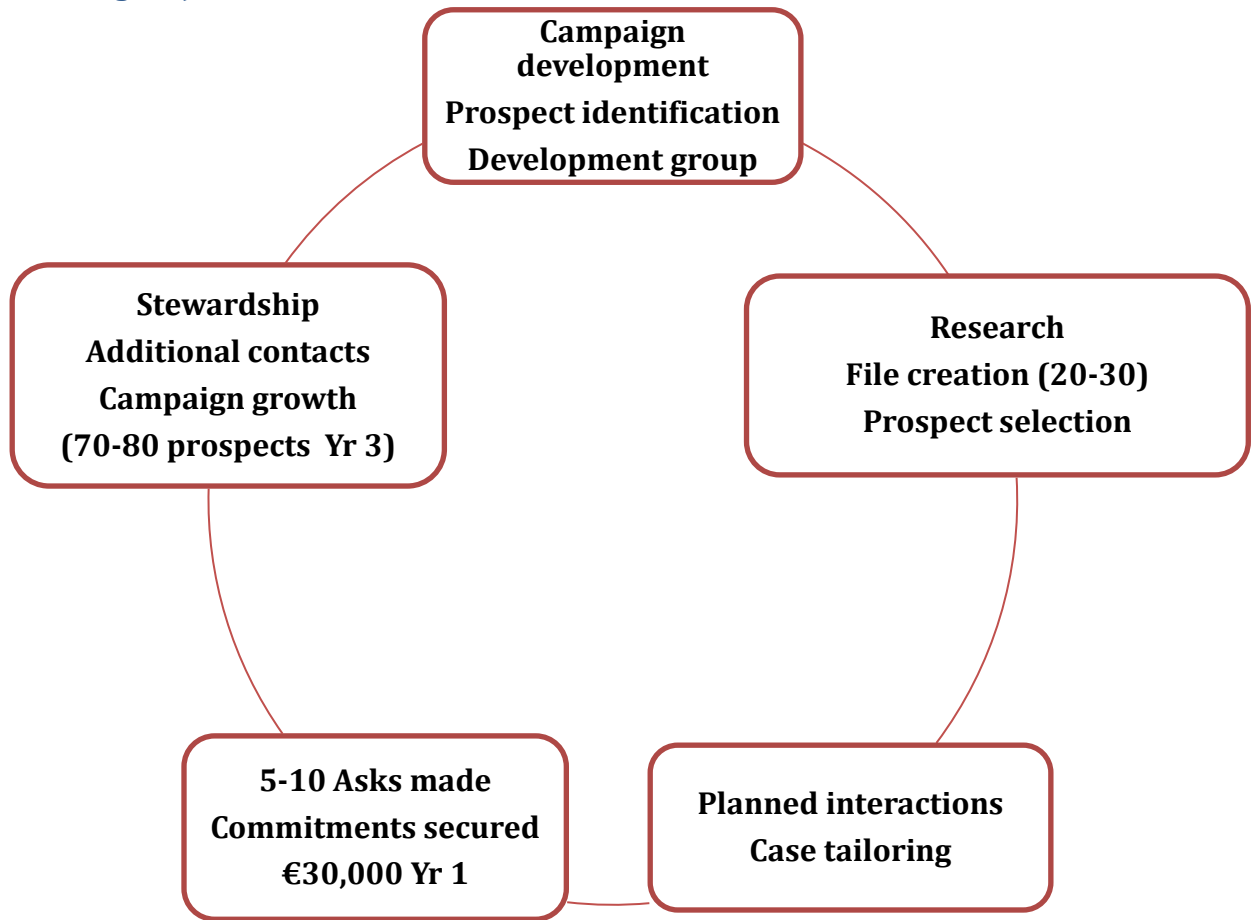 Campaign
development
Prospect identification
Development group
Research
File creation (20-30)
Prospect selection
Planned interactions
Case tailoring
5-10 Asks made
Commitments secured
€30,000 Yr 1
Stewardship
Additional contacts
Campaign growth
(70-80 prospects  Yr 3)